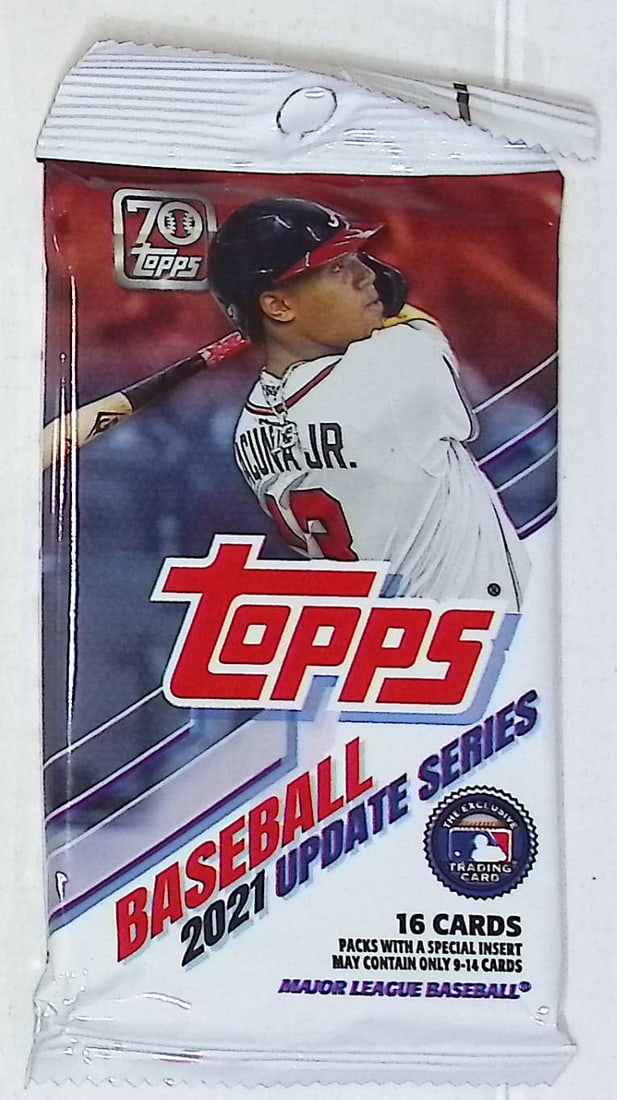 70
topps
ACUÑA JR.
13
topps
®
BASEBALL
2021 UPDATE SERIES
THE EXCLUSIVE
TRADING
CARD
16 CARDS
PACKS WITH A SPECIAL INSERT
MAY CONTAIN ONLY 9-14 CARDS
MAJOR LEAGUE BASEBALL®